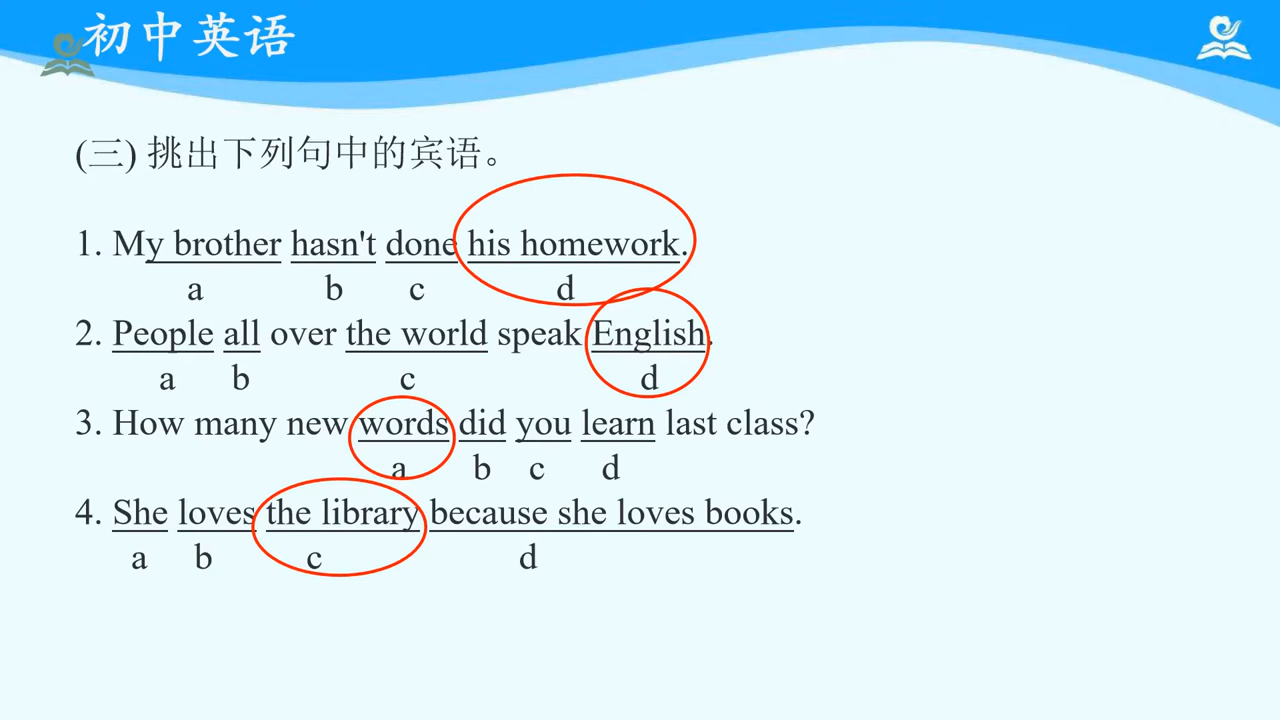 初中英语
(三) 挑出下列句中的宾语。
1. My brother hasn't done his homework.
a b c d
2. People all over the world speak English.
a b c d
3. How many new words did you learn last class?
a b c d
4. She loves the library because she loves books.
a b c d